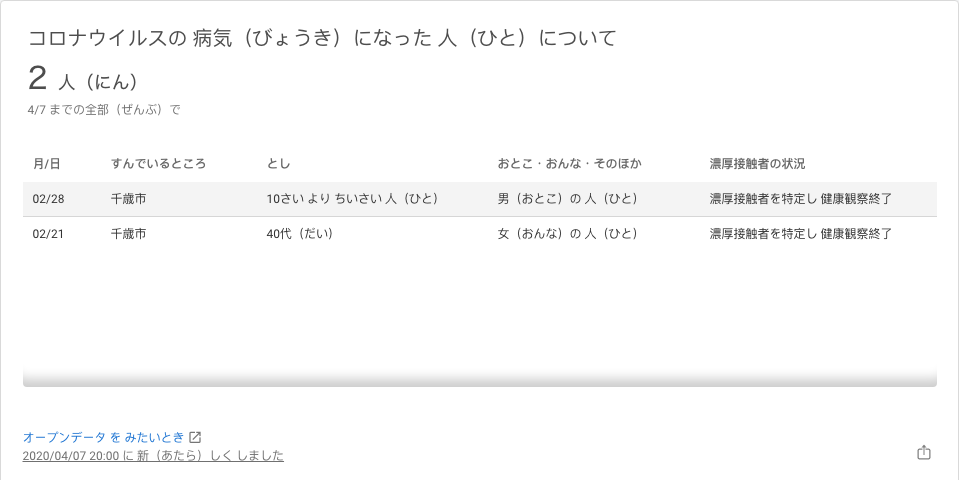 コロナウイルスの 病気（びょうき）になった 人（ひと）について
2 人（にん）
4/7 までの全部（ぜんぶ）で
月/日 すんでいるところ とし おとこ・おんな・そのほか 濃厚接触者の状況
02/28 千歳市 10さい より ちいさい 人（ひと） 男（おとこ）の 人（ひと） 濃厚接触者を特定し 健康観察終了
02/21 千歳市 40代（だい） 女（おんな）の 人（ひと） 濃厚接触者を特定し 健康観察終了
オープンデータ を みたいとき
2020/04/07 20:00 に 新（あたら）しく しました